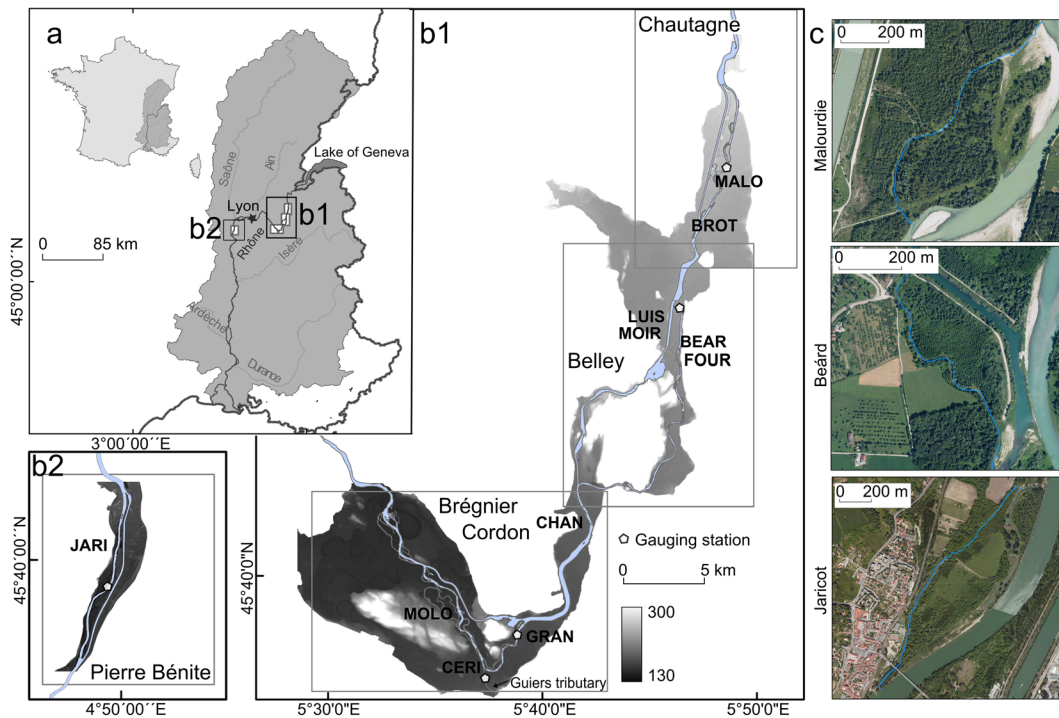 a
Saône
Ain
Lake of Geneva
Lyon
b2
b1
Rhône
Isère
0 85 km
45°00´00´´N
Ardèche
Durance
3°00´00´´E
b2
JARI
45°40´00´´N
Pierre Bénite
4°50´00´´E
b1
Chautagne
MALO
BROT
LUIS
MOIR
BEAR
FOUR
Belley
CHAN
Brégnier
Cordon
Gauging station
0 5 km
300
130
MOLO
GRAN
CERI
Guiers tributary
45°40'0"N
5°30´00´´E
5°40´00´´E
5°50´00´´E
c
0 200 m
Malourdie
0 200 m
Beárd
0 200 m
Jaricot